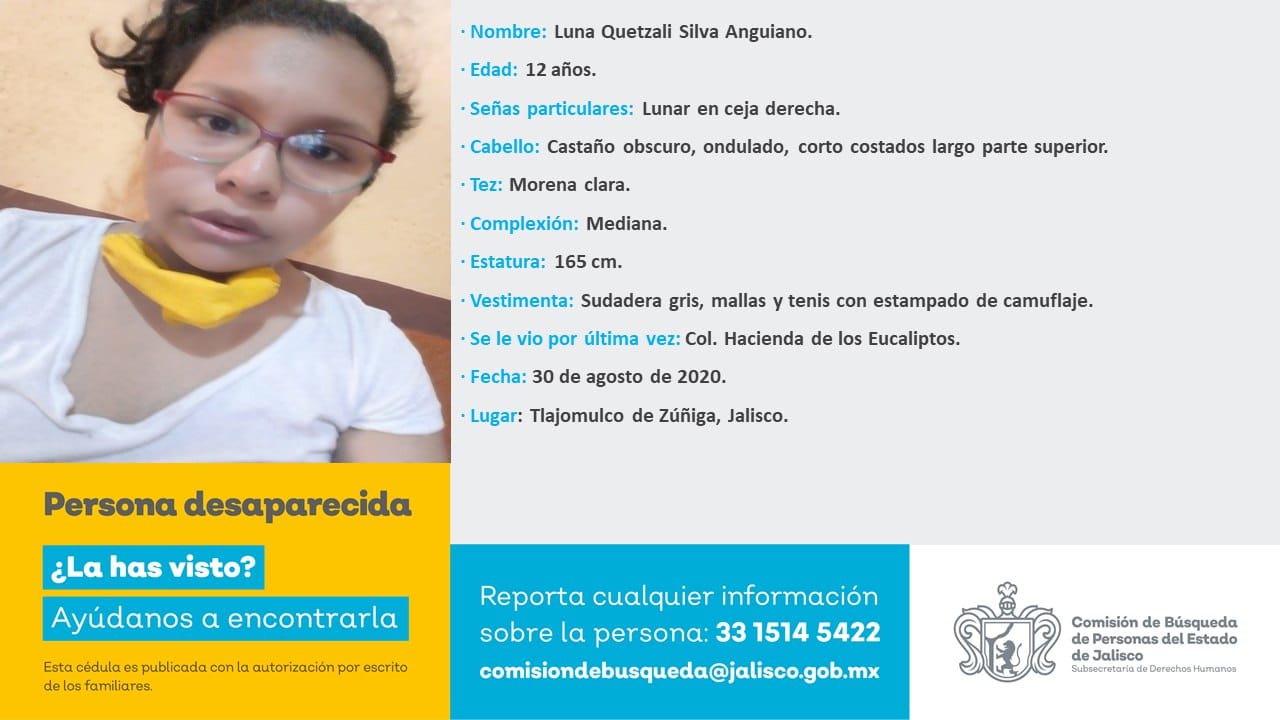 · Nombre: Luna Quetzali Silva Anguiano.
· Edad: 12 años.
· Señas particulares: Lunar en ceja derecha.
· Cabello: Castaño obscuro, ondulado, corto costados largo parte superior.
· Tez: Morena clara.
· Complexión: Mediana.
· Estatura: 165 cm.
· Vestimenta: Sudadera gris, mallas y tenis con estampado de camuflaje.
· Se le vio por última vez: Col. Hacienda de los Eucaliptos.
· Fecha: 30 de agosto de 2020.
· Lugar: Tlajomulco de Zúñiga, Jalisco.
Persona desaparecida
¿La has visto?
Ayúdanos a encontrarla
Esta cédula es publicada con la autorización por escrito
de los familiares.
Reporta cualquier información
sobre la persona: 33 1514 5422
comisiondebusqueda@jalisco.gob.mx
Comisión de Búsqueda
de Personas del Estado
de Jalisco
Subsecretaría de Derechos Humanos